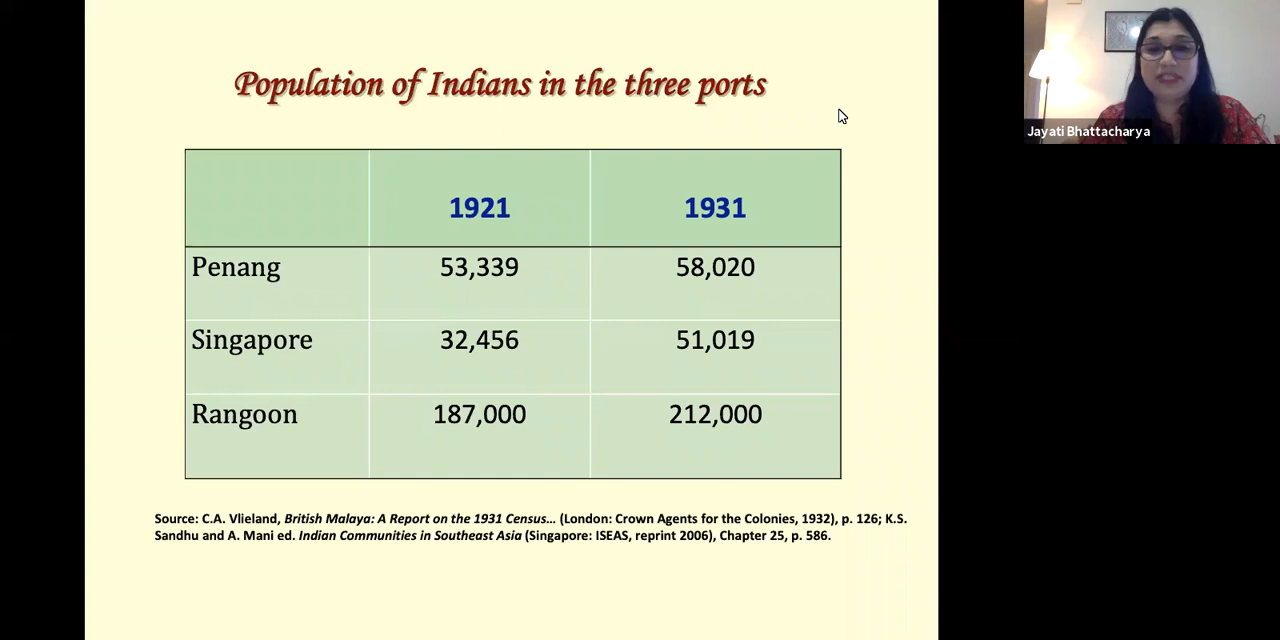 Population of Indians in the three ports
Jayati Bhattacharya
1921 1931
Penang 53,339 58,020
Singapore 32,456 51,019
Rangoon 187,000 212,000
Source: C.A. Vlieland, British Malaya: A Report on the 1931 Census... (London: Crown Agents for the Colonies, 1932), p. 126; K.S.
Sandhu and A. Mani ed. Indian Communities in Southeast Asia (Singapore: ISEAS, reprint 2006), Chapter 25, p. 586.